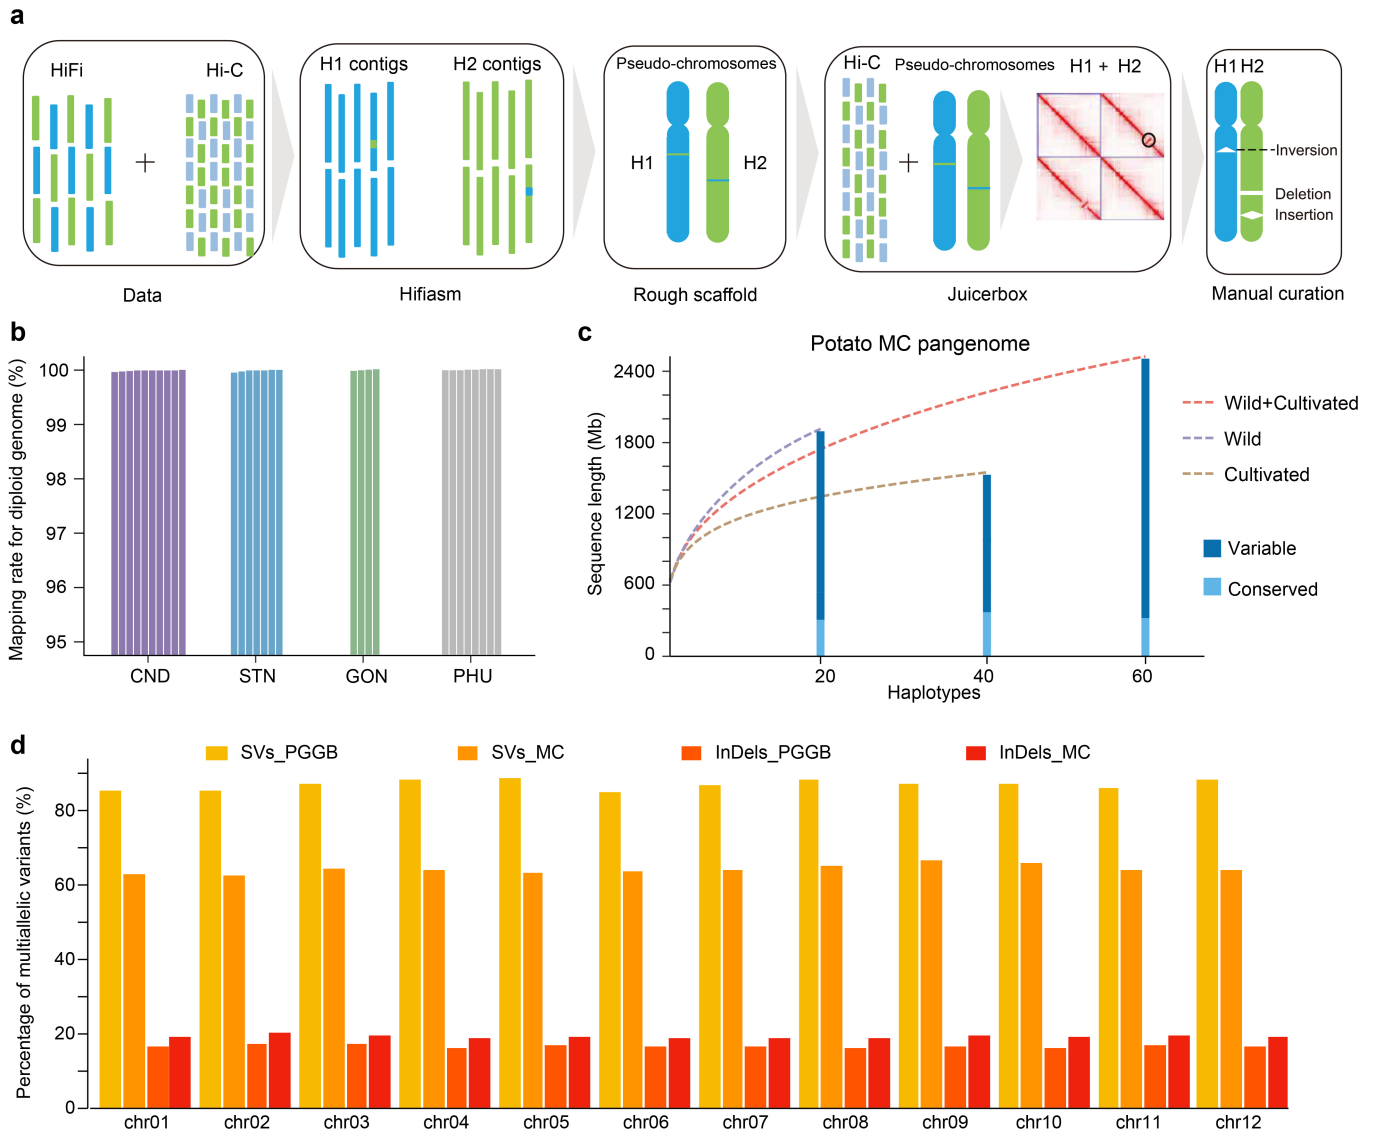 a
HiFi
Hi-C
+
Data
H1 contigs
H2 contigs
Hifiasm
Pseudo-chromosomes
H1
H2
Rough scaffold
Hi-C
Pseudo-chromosomes
H1 + H2
+
Juicerbox
H1 H2
Inversion
Deletion
Insertion
Manual curation
b
Mapping rate for diploid genome (%)
100
99
98
97
96
95
CND
STN
GON
PHU
c
Potato MC pangenome
Sequence length (Mb)
2400
1800
1200
600
0
20
40
60
Haplotypes
Wild+Cultivated
Wild
Cultivated
Variable
Conserved
d
SVs_PGGB
SVs_MC
InDels_PGGB
InDels_MC
Percentage of multiallelic variants (%)
80
60
40
20
0
chr01
chr02
chr03
chr04
chr05
chr06
chr07
chr08
chr09
chr10
chr11
chr12